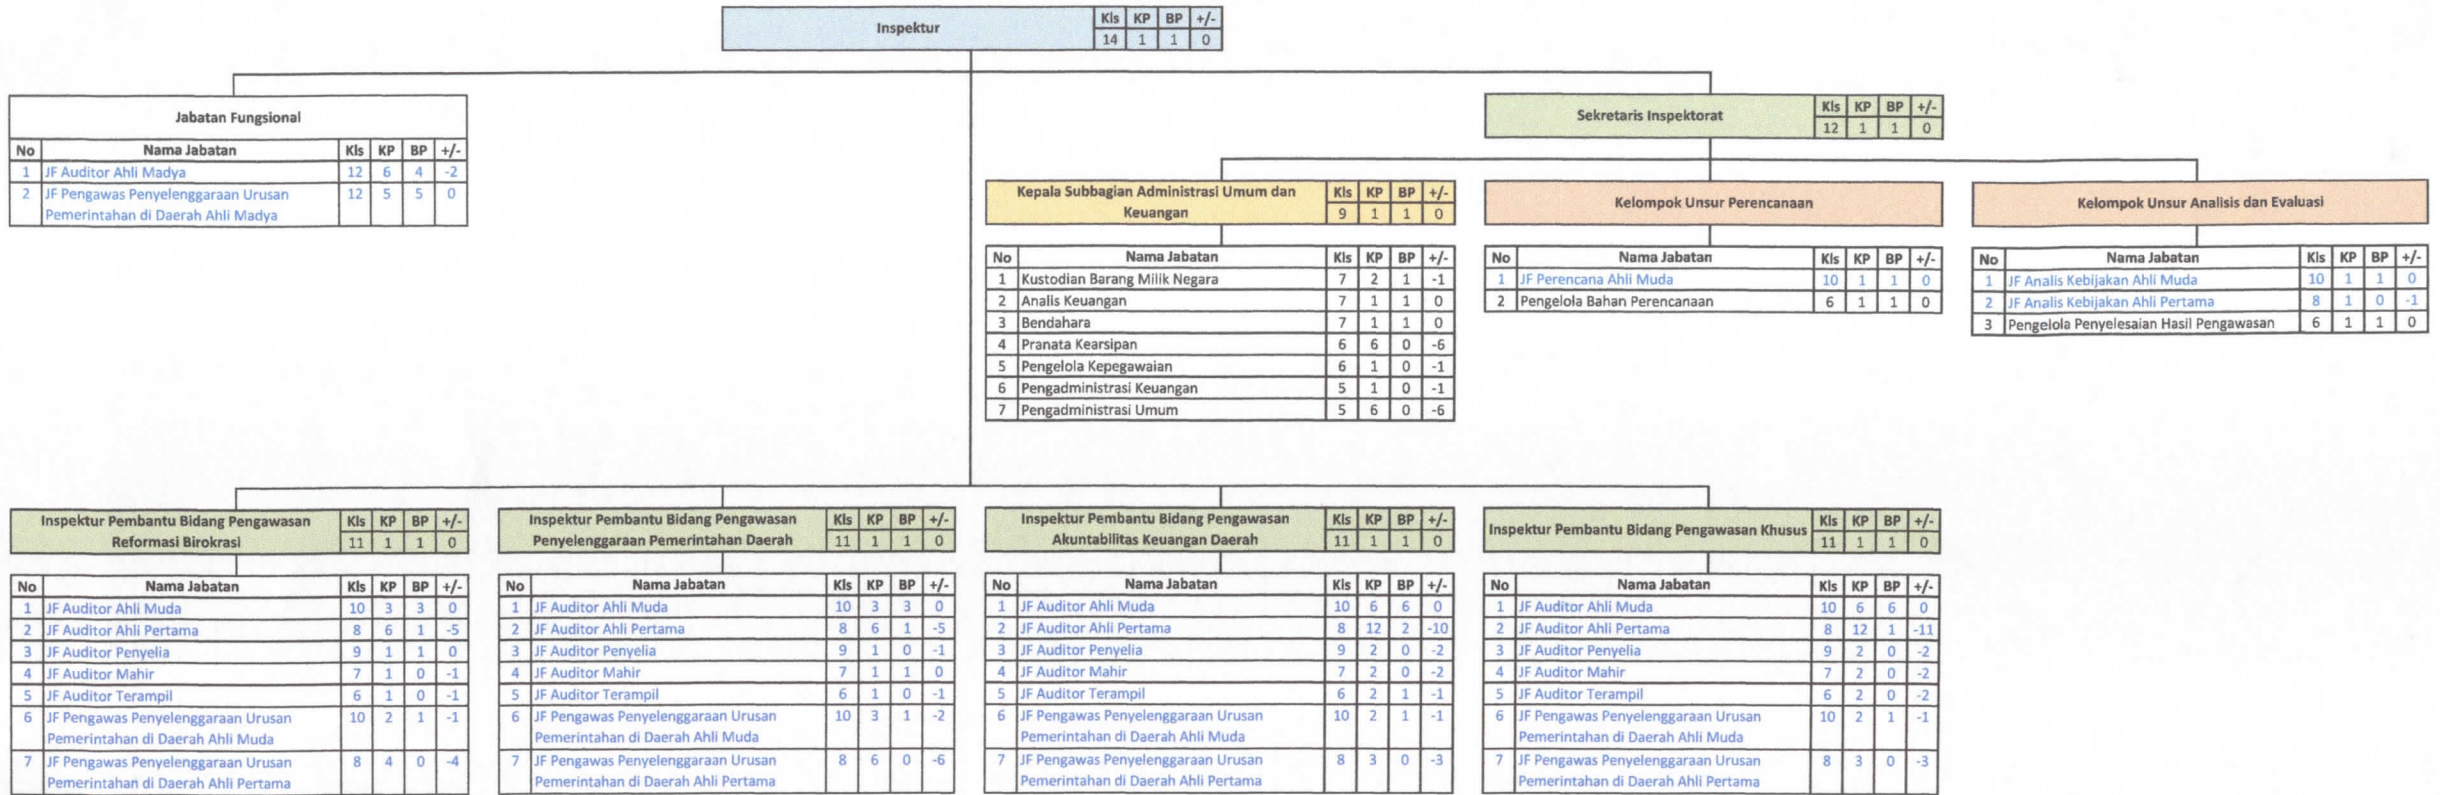 Inspektur Kls KP BP +/-
14 1 1 0
Jabatan Fungsional
No Nama Jabatan Kls KP BP +/-
1 JF Auditor Ahli Madya 12 6 4 -2
2 JF Pengawas Penyelenggaraan Urusan 12 5 5 0
Pemerintahan di Daerah Ahli Madya
Sekretaris Inspektorat Kls KP BP +/-
12 1 1 0
Kepala Subbagian Administrasi Umum dan Kls KP BP +/-
Keuangan 9 1 1 0
No Nama Jabatan Kls KP BP +/-
1 Kustodian Barang Milik Negara 7 2 1 -1
2 Analis Keuangan 7 1 1 0
3 Bendahara 7 1 1 0
4 Pranata Kearsipan 6 6 0 -6
5 Pengelola Kepegawaian 6 1 0 -1
6 Pengadministrasi Keuangan 5 1 0 -1
7 Pengadministrasi Umum 5 6 0 -6
Kelompok Unsur Perencanaan
No Nama Jabatan Kls KP BP +/-
1 JF Perencana Ahli Muda 10 1 1 0
2 Pengelola Bahan Perencanaan 6 1 1 0
Kelompok Unsur Analisis dan Evaluasi
No Nama Jabatan Kls KP BP +/-
1 JF Analis Kebijakan Ahli Muda 10 1 1 0
2 JF Analis Kebijakan Ahli Pertama 8 1 0 -1
3 Pengelola Penyelesaian Hasil Pengawasan 6 1 1 0
Inspektur Pembantu Bidang Pengawasan Kls KP BP +/-
Reformasi Birokrasi 11 1 1 0
No Nama Jabatan Kls KP BP +/-
1 JF Auditor Ahli Muda 10 3 3 0
2 JF Auditor Ahli Pertama 8 6 1 -5
3 JF Auditor Penyelia 9 1 1 0
4 JF Auditor Mahir 7 1 0 -1
5 JF Auditor Terampil 6 1 0 -1
6 JF Pengawas Penyelenggaraan Urusan 10 2 1 -1
Pemerintahan di Daerah Ahli Muda
7 JF Pengawas Penyelenggaraan Urusan 8 4 0 -4
Pemerintahan di Daerah Ahli Pertama
Inspektur Pembantu Bidang Pengawasan Kls KP BP +/-
Penyelenggaraan Pemerintahan Daerah 11 1 1 0
No Nama Jabatan Kls KP BP +/-
1 JF Auditor Ahli Muda 10 3 3 0
2 JF Auditor Ahli Pertama 8 6 1 -5
3 JF Auditor Penyelia 9 1 0 -1
4 JF Auditor Mahir 7 1 1 0
5 JF Auditor Terampil 6 1 0 -1
6 JF Pengawas Penyelenggaraan Urusan 10 3 1 -2
Pemerintahan di Daerah Ahli Muda
7 JF Pengawas Penyelenggaraan Urusan 8 6 0 -6
Pemerintahan di Daerah Ahli Pertama
Inspektur Pembantu Bidang Pengawasan Kls KP BP +/-
Akuntabilitas Keuangan Daerah 11 1 1 0
No Nama Jabatan Kls KP BP +/-
1 JF Auditor Ahli Muda 10 6 6 0
2 JF Auditor Ahli Pertama 8 12 2 -10
3 JF Auditor Penyelia 9 2 0 -2
4 JF Auditor Mahir 7 2 0 -2
5 JF Auditor Terampil 6 2 1 -1
6 JF Pengawas Penyelenggaraan Urusan 10 2 1 -1
Pemerintahan di Daerah Ahli Muda
7 JF Pengawas Penyelenggaraan Urusan 8 3 0 -3
Pemerintahan di Daerah Ahli Pertama
Inspektur Pembantu Bidang Pengawasan Khusus Kls KP BP +/-
11 1 1 0
No Nama Jabatan Kls KP BP +/-
1 JF Auditor Ahli Muda 10 6 6 0
2 JF Auditor Ahli Pertama 8 12 1 -11
3 JF Auditor Penyelia 9 2 0 -2
4 JF Auditor Mahir 7 2 0 -2
5 JF Auditor Terampil 6 2 0 -2
6 JF Pengawas Penyelenggaraan Urusan 10 2 1 -1
Pemerintahan di Daerah Ahli Muda
7 JF Pengawas Penyelenggaraan Urusan 8 3 0 -3
Pemerintahan di Daerah Ahli Pertama